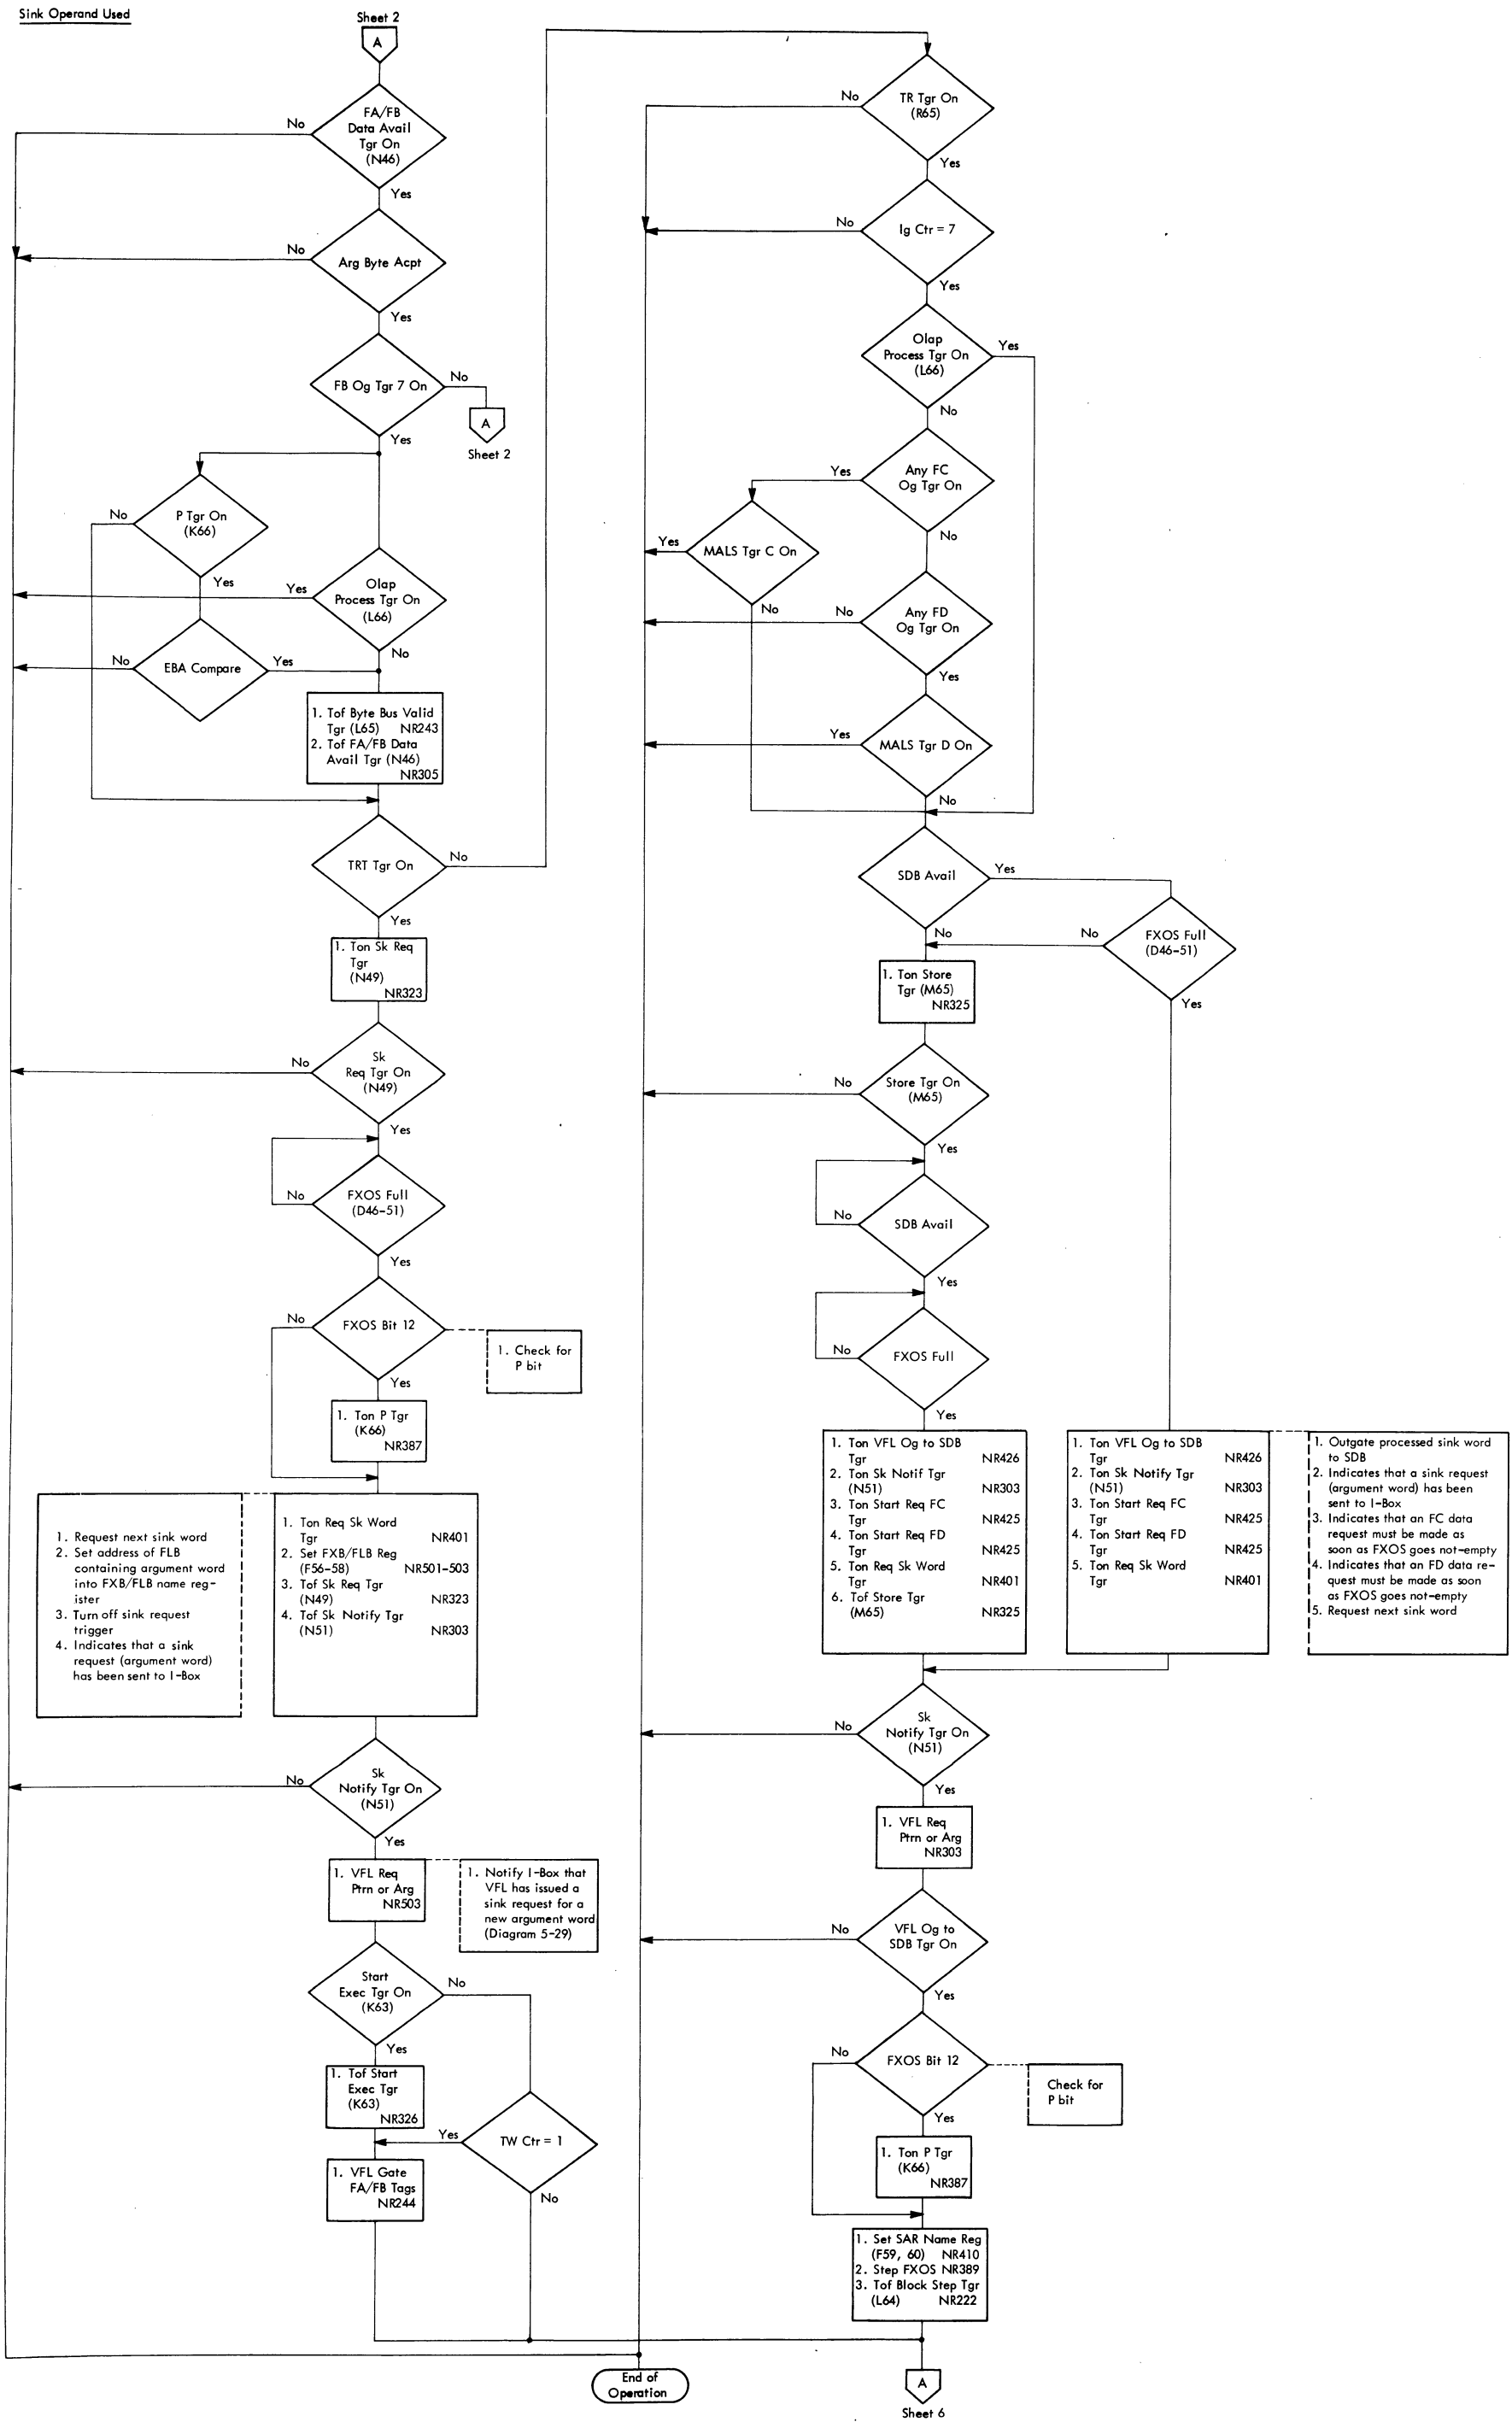 Sink Operand Used
Sheet 2
A
FA/FB
Data Avail
Tgr On
(N46)
No
Yes
Arg Byte Acpt
No
Yes
FB Og Tgr 7 On
No
A
Sheet 2
Yes
P Tgr On
(K66)
No
Yes
Olap
Process Tgr On
(L66)
Yes
No
EBA Compare
No
Yes
1. Tof Byte Bus Valid
Tgr (L65) NR243
2. Tof FA/FB Data
Avail Tgr (N46)
NR305
TRT Tgr On
No
Yes
1. Ton Sk Req
Tgr
(N49)
NR323
Sk
Req Tgr On
(N49)
No
Yes
FXOS Full
(D46-51)
No
Yes
FXOS Bit 12
No
Yes
1. Check for
P bit
1. Ton P Tgr
(K66)
NR387
1. Request next sink word
2. Set address of FLB
containing argument word
into FXB/FLB name reg-
ister
3. Turn off sink request
trigger
4. Indicates that a sink
request (argument word)
has been sent to I-Box
1. Ton Req Sk Word
Tgr NR401
2. Set FXB/FLB Reg
(F56-58) NR501-503
3. Tof Sk Req Tgr
(N49) NR323
4. Tof Sk Notify Tgr
(N51) NR303
Sk
Notify Tgr On
(N51)
No
Yes
1. VFL Req
Ptrn or Arg
NR503
1. Notify I-Box that
VFL has issued a
sink request for a
new argument word
(Diagram 5-29)
Start
Exec Tgr On
(K63)
No
Yes
1. Tof Start
Exec Tgr
(K63)
NR326
TW Ctr = 1
Yes
No
1. VFL Gate
FA/FB Tags
NR244
TR Tgr On
(R65)
No
Yes
Ig Ctr = 7
No
Yes
Olap
Process Tgr On
(L66)
Yes
No
Any FC
Og Tgr On
Yes
No
MALS Tgr C On
Yes
No
Any FD
Og Tgr On
No
Yes
MALS Tgr D On
Yes
No
SDB Avail
Yes
No
FXOS Full
(D46-51)
No
Yes
1. Ton Store
Tgr (M65)
NR325
Store Tgr On
(M65)
No
Yes
SDB Avail
No
Yes
FXOS Full
No
Yes
1. Ton VFL Og to SDB
Tgr NR426
2. Ton Sk Notif Tgr
(N51) NR303
3. Ton Start Req FC
Tgr NR425
4. Ton Start Req FD
Tgr NR425
5. Ton Req Sk Word
Tgr NR401
6. Tof Store Tgr
(M65) NR325
1. Ton VFL Og to SDB
Tgr NR426
2. Ton Sk Notify Tgr
(N51) NR303
3. Ton Start Req FC
Tgr NR425
4. Ton Start Req FD
Tgr NR425
5. Ton Req Sk Word
Tgr NR401
1. Outgate processed sink word
to SDB
2. Indicates that a sink request
(argument word) has been
sent to I-Box
3. Indicates that an FC data
request must be made as
soon as FXOS goes not-empty
4. Indicates that an FD data re-
quest must be made as soon
as FXOS goes not-empty
5. Request next sink word
Sk
Notify Tgr On
(N51)
No
Yes
1. VFL Req
Ptrn or Arg
NR303
VFL Og to
SDB Tgr On
No
Yes
FXOS Bit 12
No
Yes
Check for
P bit
1. Ton P Tgr
(K66)
NR387
1. Set SAR Name Reg
(F59, 60) NR410
2. Step FXOS NR389
3. Tof Block Step Tgr
(L64) NR222
End of
Operation
A
Sheet 6